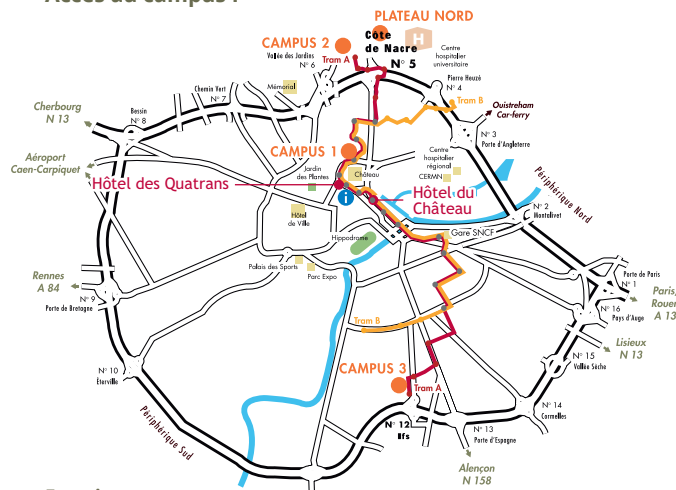 PLATEAU NORD
CAMPUS 2
Côte
de Nacre
N° 5
H
Vallée des Jardins
N° 6
Tram A
Centre
hospitalier
universitaire
Pierre Heuzé
N° 4
Mémorial
Chemin Vert
N° 7
Tram B
Ouistreham
Car-ferry
Cherbourg
N 13
Bessin
N° 8
N° 3
Porte d'Angleterre
CAMPUS 1
Centre
hospitalier
régional
CERMN
Aéroport
Caen-Carpiquet
Jardin
des Plantes
Château
Hôtel des Quatrans
i
Hôtel du
Château
Périphérique Nord
N° 2
Montalivet
Hôtel
de Ville
Hippodrome
Gare SNCF
Palais des Sports
Parc Expo
Rennes
A 84
N° 9
Porte de Bretagne
Porte de Paris
N° 1
Paris,
Rouen
A 13
N° 16
Pays d'Auge
Tram B
Lisieux
N 13
N° 15
Vallée Sèche
N° 10
Éterville
CAMPUS 3
Tram A
N° 14
Cormelles
Périphérique Sud
N° 12
Ifs
N° 13
Porte d'Espagne
Alençon
N 158